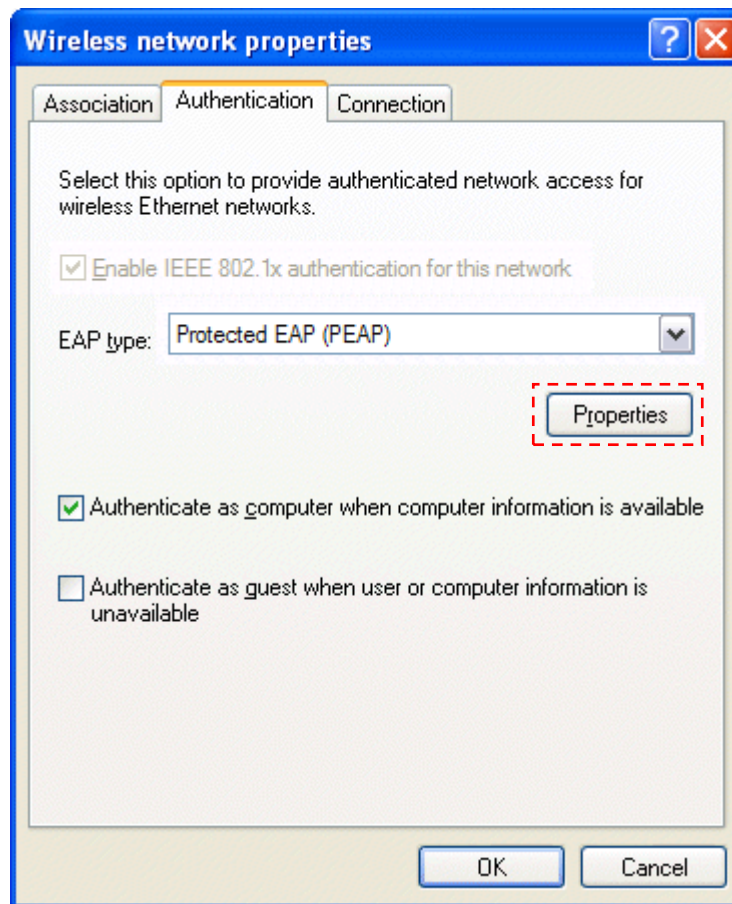 Wireless network properties
Association Authentication Connection
Select this option to provide authenticated network access for
wireless Ethernet networks.
Enable IEEE 802.1x authentication for this network
EAP type: Protected EAP (PEAP)
Properties
Authenticate as computer when computer information is available
Authenticate as guest when user or computer information is
unavailable
OK Cancel